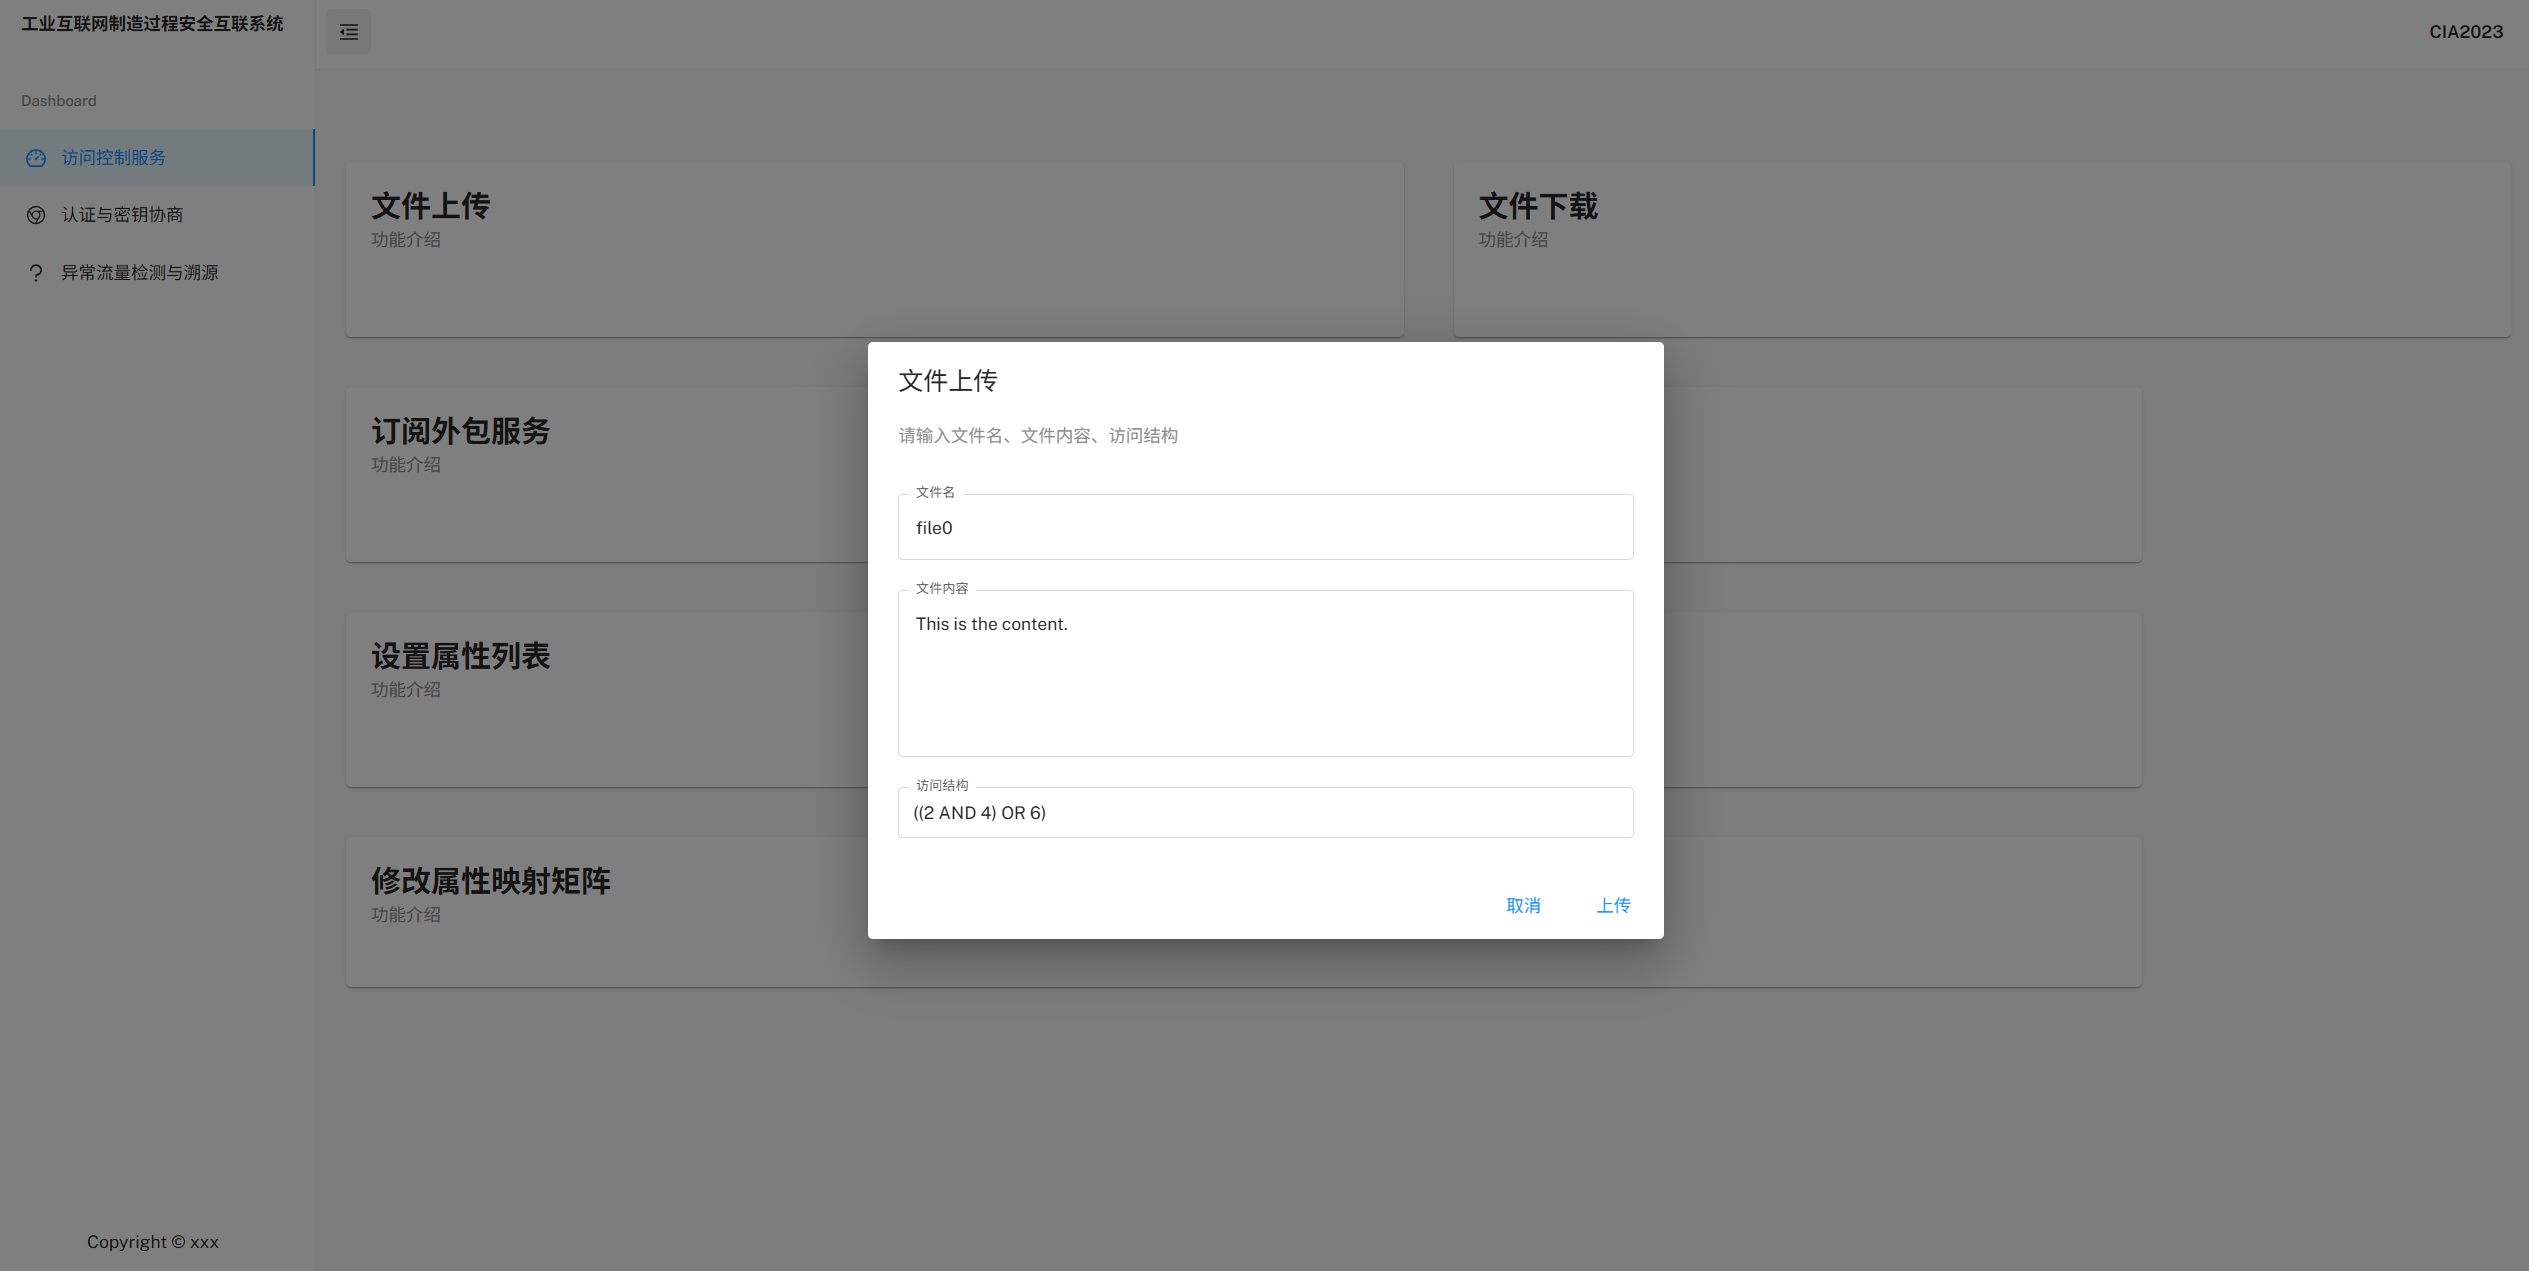 工业互联网制造过程安全互联系统
CIA2023
Dashboard
访问控制服务
认证与密钥协商
异常流量检测与溯源
文件上传
功能介绍
文件下载
功能介绍
订阅外包服务
功能介绍
设置属性列表
功能介绍
修改属性映射矩阵
功能介绍
文件上传
请输入文件名、文件内容、访问结构
文件名
file0
文件内容
This is the content.
访问结构
((2 AND 4) OR 6)
取消
上传
Copyright © xxx